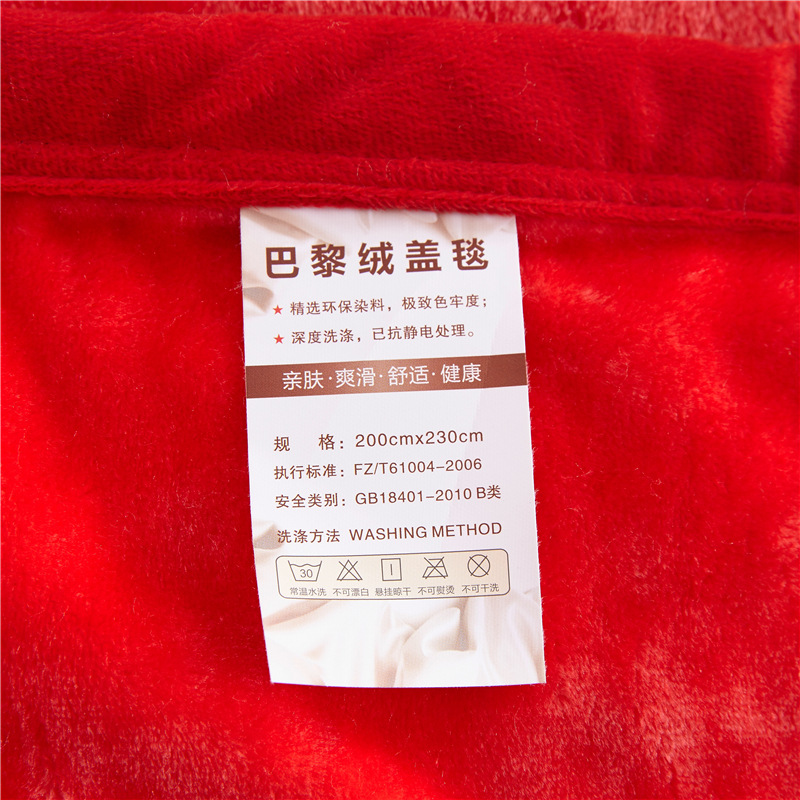 巴黎绒盖毯
★ 精选环保染料，极致色牢度；
★ 深度洗涤，已抗静电处理。
亲肤·爽滑·舒适·健康
规 格：200cmx230cm
执行标准：FZ/T61004-2006
安全类别：GB18401-2010 B类
洗涤方法 WASHING METHOD
30
常温水洗 不可漂白 悬挂晾干 不可熨烫 不可干洗